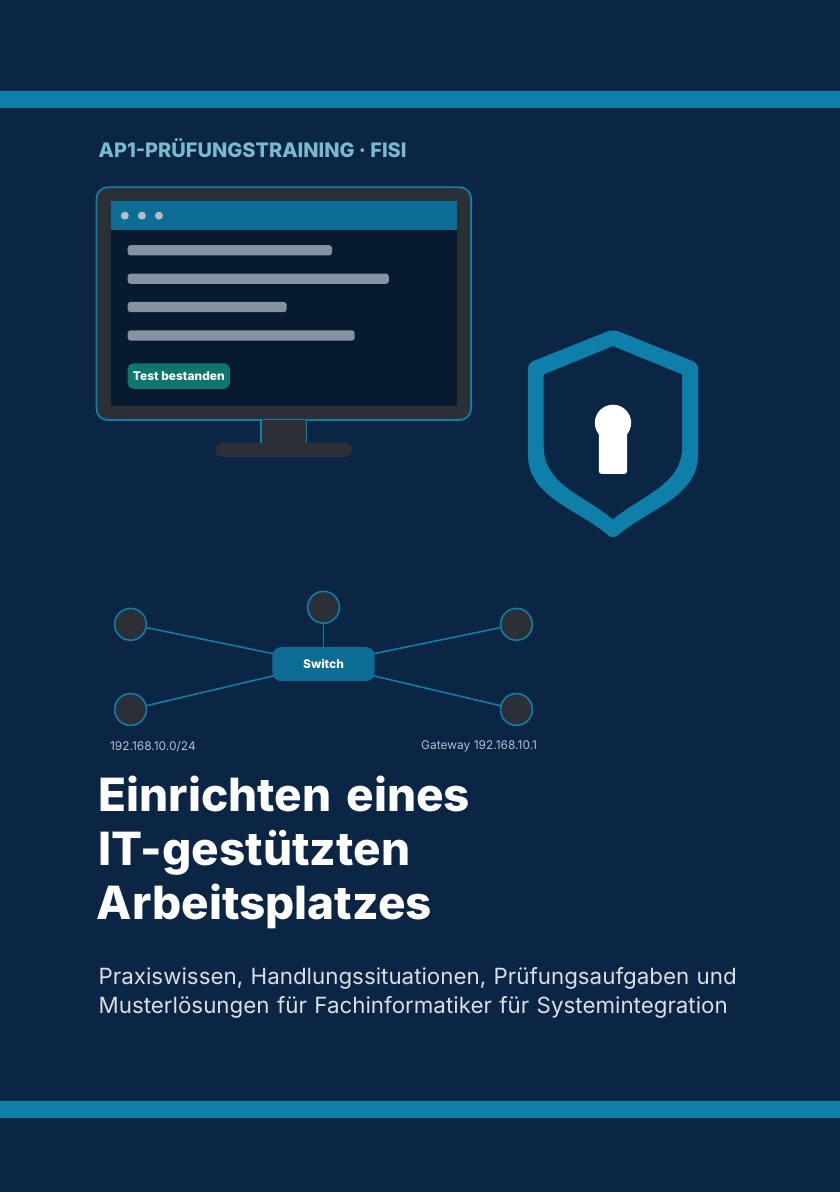 AP1-PRÜFUNGSTRAINING · FISI
Test bestanden
Switch
192.168.10.0/24
Gateway 192.168.10.1
Einrichten eines
IT-gestützten
Arbeitsplatzes
Praxiswissen, Handlungssituationen, Prüfungsaufgaben und
Musterlösungen für Fachinformatiker für Systemintegration